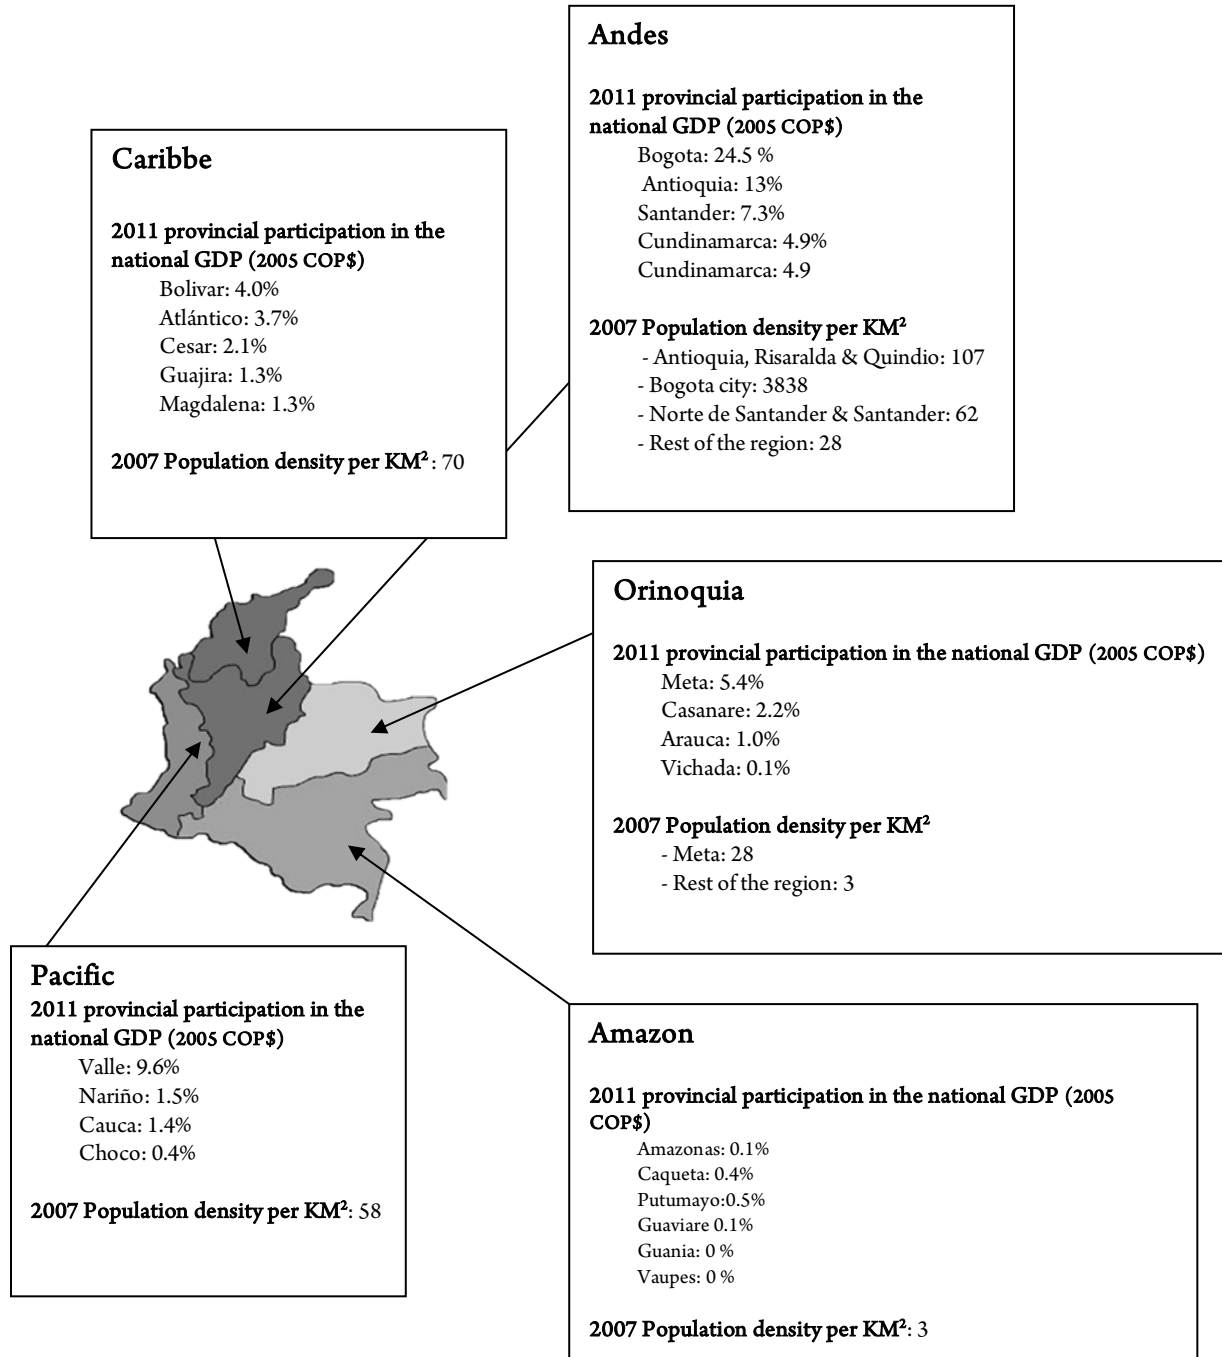 Andes
2011 provincial participation in the
national GDP (2005 COP$)
Bogota: 24.5 %
Antioquia: 13%
Santander: 7.3%
Cundinamarca: 4.9%
Cundinamarca: 4.9
2007 Population density per KM²
- Antioquia, Risaralda & Quindio: 107
- Bogota city: 3838
- Norte de Santander & Santander: 62
- Rest of the region: 28
Caribbe
2011 provincial participation in the
national GDP (2005 COP$)
Bolivar: 4.0%
Atlántico: 3.7%
Cesar: 2.1%
Guajira: 1.3%
Magdalena: 1.3%
2007 Population density per KM²: 70
Orinoquia
2011 provincial participation in the national GDP (2005 COP$)
Meta: 5.4%
Casanare: 2.2%
Arauca: 1.0%
Vichada: 0.1%
2007 Population density per KM²
- Meta: 28
- Rest of the region: 3
Pacific
2011 provincial participation in the
national GDP (2005 COP$)
Valle: 9.6%
Nariño: 1.5%
Cauca: 1.4%
Choco: 0.4%
2007 Population density per KM²: 58
Amazon
2011 provincial participation in the national GDP (2005
COP$)
Amazonas: 0.1%
Caqueta: 0.4%
Putumayo:0.5%
Guaviare 0.1%
Guania: 0 %
Vaupes: 0 %
2007 Population density per KM²: 3